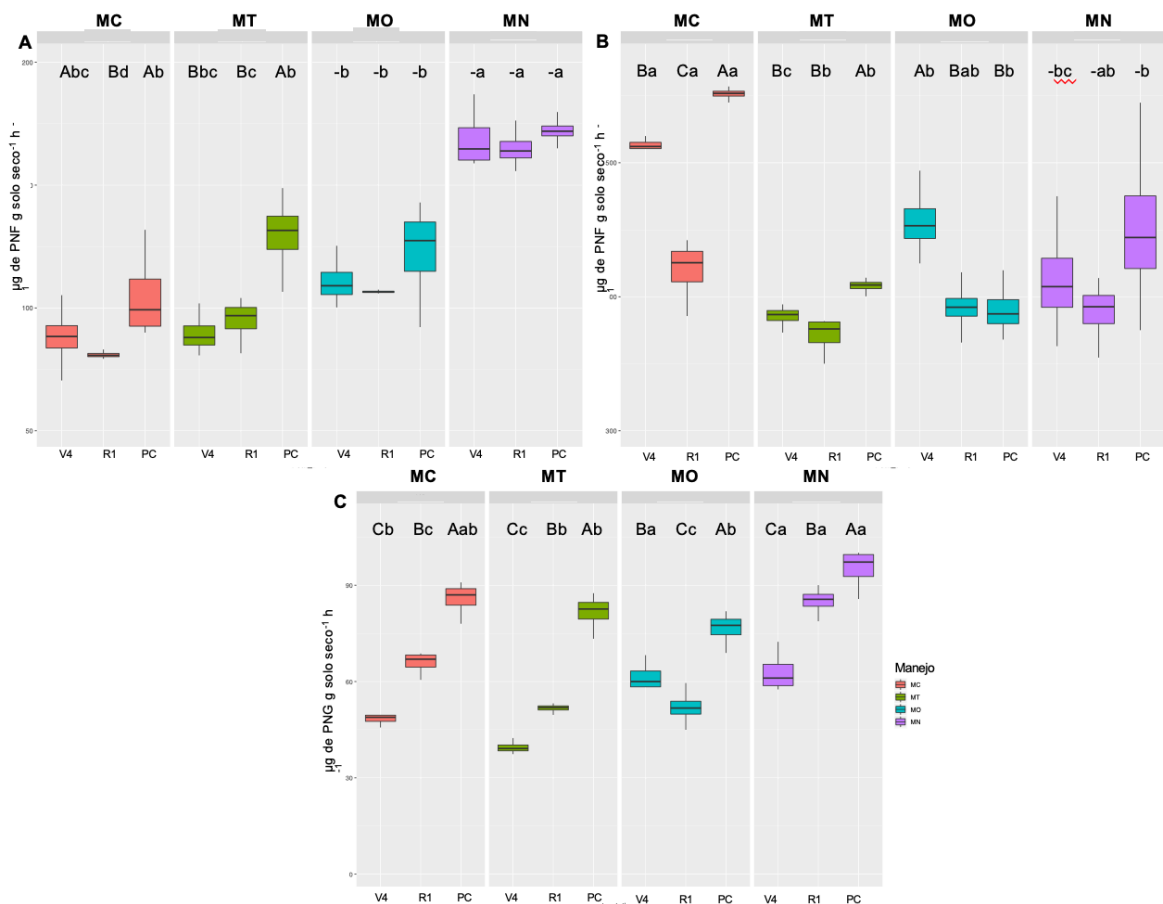 MC MT MO MN
A
200
Abc Bd Ab Bbc Bc Ab -b -b -b -a -a -a
0
100
50
µg de PNF g solo seco⁻¹ h -
V4 R1 PC V4 R1 PC V4 R1 PC V4 R1 PC
MC MT MO MN
B
Ba Ca Aa Bc Bb Ab Ab Bab Bb -bc -ab -b
500
00
300
µg de PNF g solo seco⁻¹ h -
1
V4 R1 PC V4 R1 PC V4 R1 PC V4 R1 PC
MC MT MO MN
C
Cb Bc Aab Cc Bb Ab Ba Cc Ab Ca Ba Aa
90
60
30
0
µg de PNG g solo seco⁻¹ h
-1
V4 R1 PC V4 R1 PC V4 R1 PC V4 R1 PC
Manejo
MC
MT
MO
MN